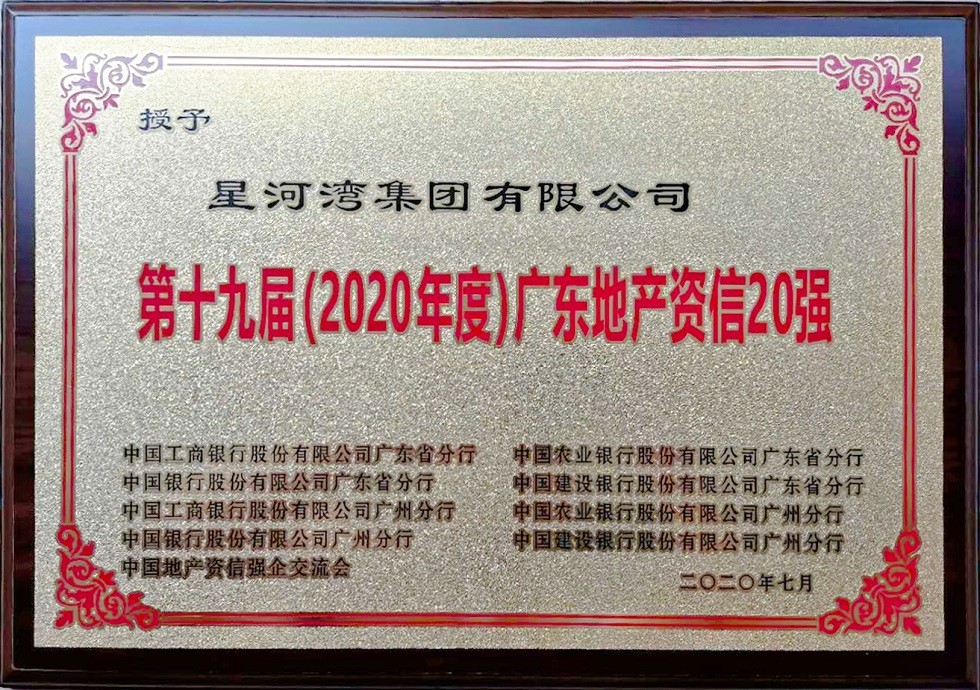 授予
星河湾集团有限公司
第十九届(2020年度)广东地产资信20强
中国工商银行股份有限公司广东省分行
中国银行股份有限公司广东省分行
中国工商银行股份有限公司广州分行
中国银行股份有限公司广州分行
中国地产资信强企交流会
中国农业银行股份有限公司广东省分行
中国建设银行股份有限公司广东省分行
中国农业银行股份有限公司广州分行
中国建设银行股份有限公司广州分行
二〇二〇年七月